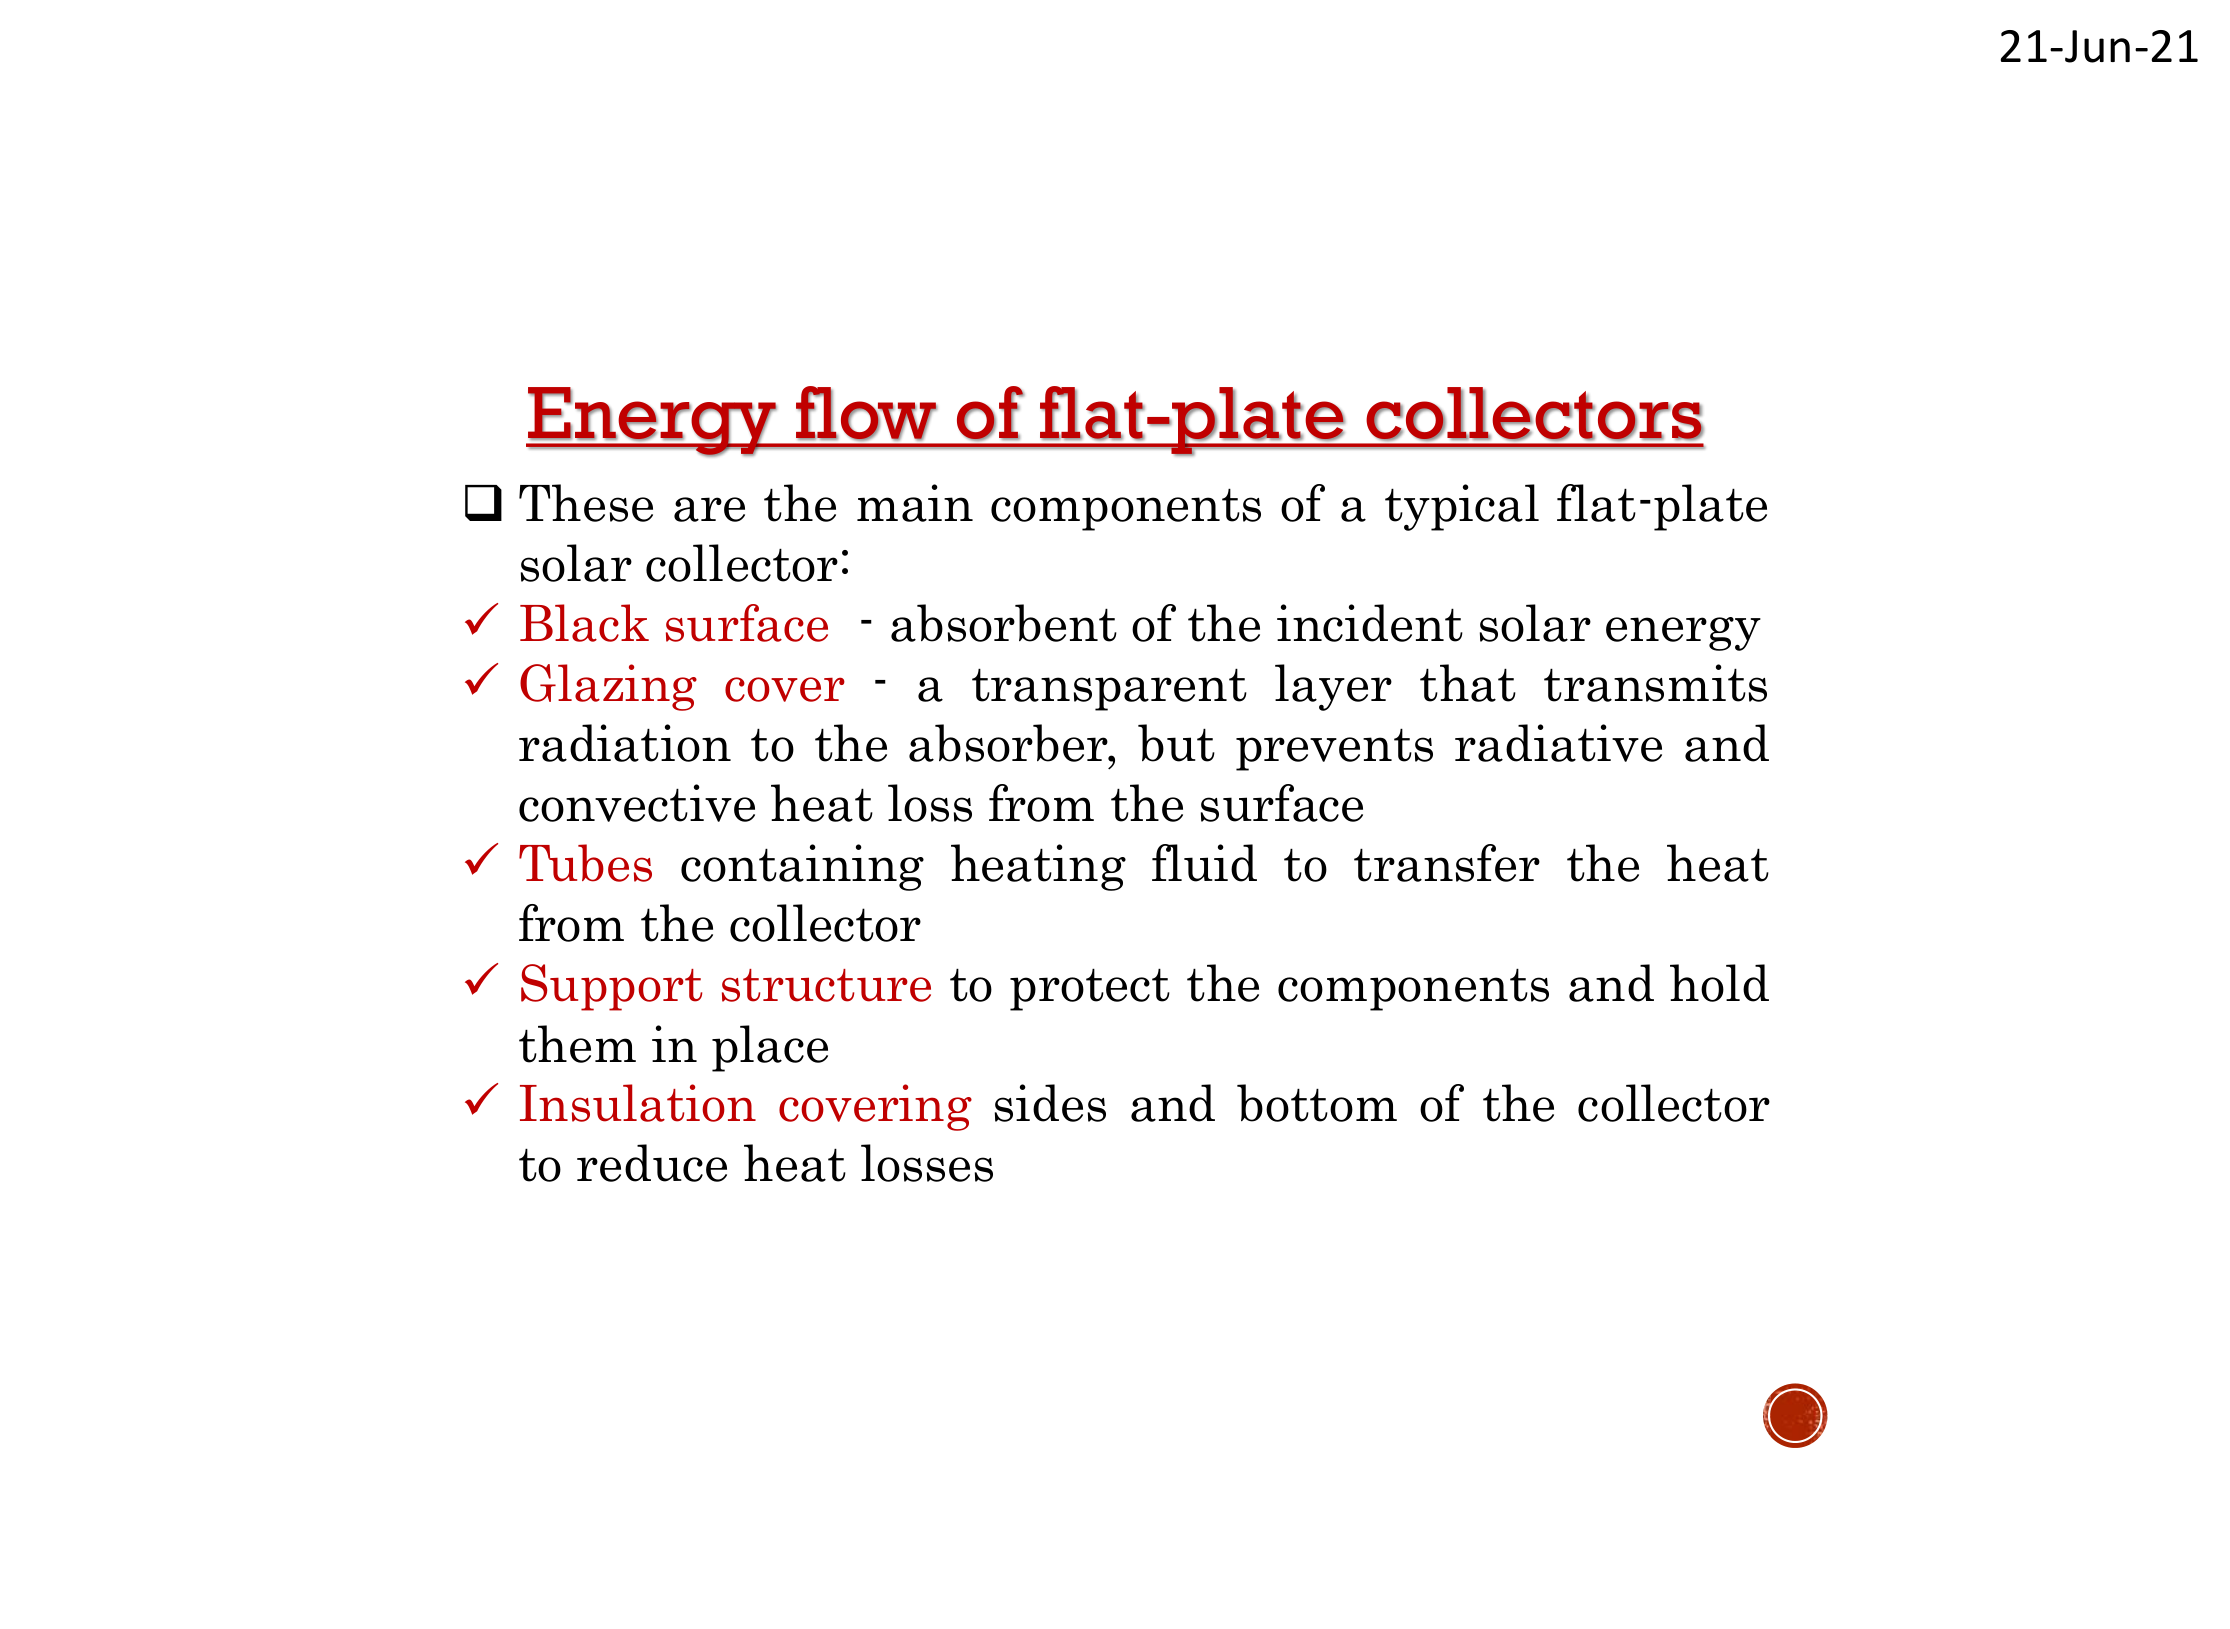 21-Jun-21
Energy flow of flat-plate collectors
❑ These are the main components of a typical flat-plate
solar collector:
✓ Black surface - absorbent of the incident solar energy
✓ Glazing cover - a transparent layer that transmits
radiation to the absorber, but prevents radiative and
convective heat loss from the surface
✓ Tubes containing heating fluid to transfer the heat
from the collector
✓ Support structure to protect the components and hold
them in place
✓ Insulation covering sides and bottom of the collector
to reduce heat losses